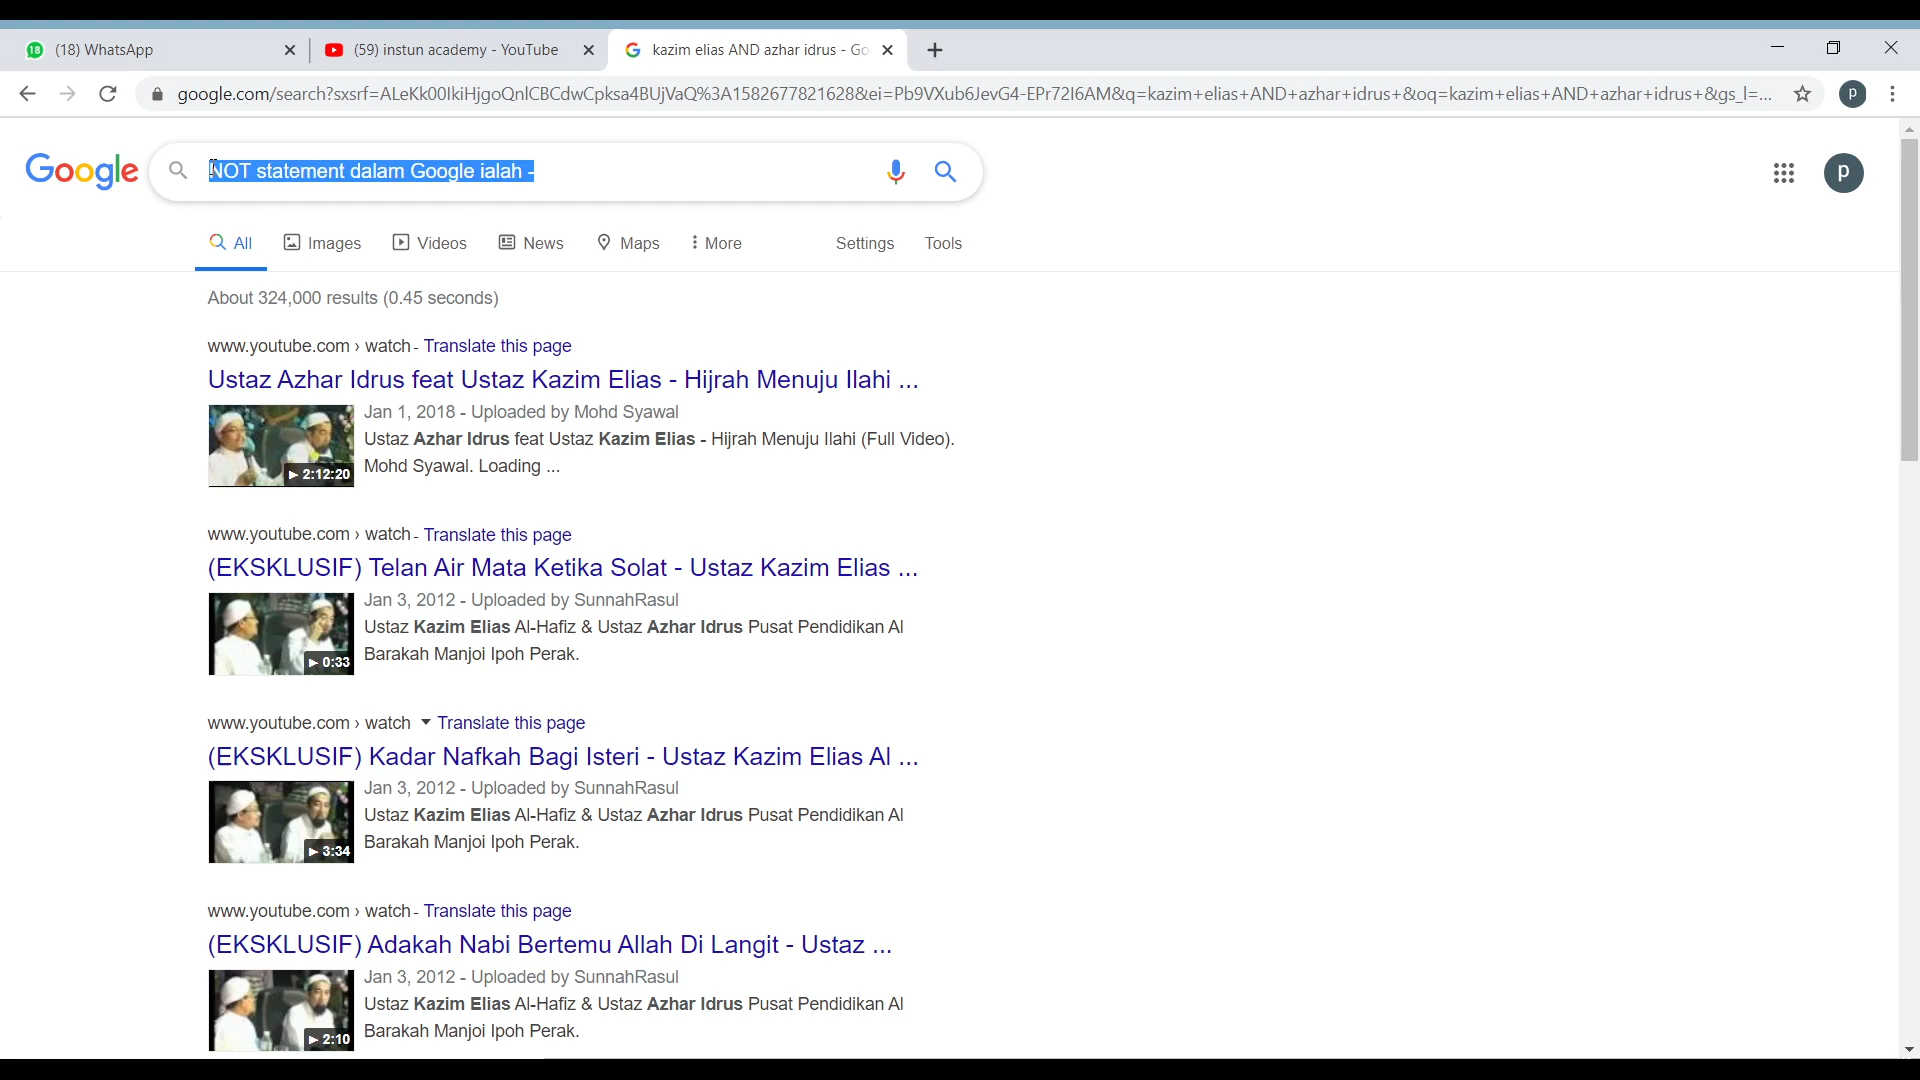 18 (18) WhatsApp
(59) instun academy - YouTube
kazim elias AND azhar idrus - Go
google.com/search?sxsrf=ALeKk00IkiHjgoQnlCBCdwCpksa4BUjVaQ%3A1582677821628&ei=Pb9VXub6JevG4-EPr72I6AM&q=kazim+elias+AND+azhar+idrus+&oq=kazim+elias+AND+azhar+idrus+&gs_l=...
p
Google
NOT statement dalam Google ialah -
p
All Images Videos News Maps More Settings Tools
About 324,000 results (0.45 seconds)
www.youtube.com › watch - Translate this page
Ustaz Azhar Idrus feat Ustaz Kazim Elias - Hijrah Menuju Ilahi ...
Jan 1, 2018 - Uploaded by Mohd Syawal
Ustaz Azhar Idrus feat Ustaz Kazim Elias - Hijrah Menuju Ilahi (Full Video).
Mohd Syawal. Loading ...
2:12:20
www.youtube.com › watch - Translate this page
(EKSKLUSIF) Telan Air Mata Ketika Solat - Ustaz Kazim Elias ...
Jan 3, 2012 - Uploaded by SunnahRasul
Ustaz Kazim Elias Al-Hafiz & Ustaz Azhar Idrus Pusat Pendidikan Al
Barakah Manjoi Ipoh Perak.
0:33
www.youtube.com › watch Translate this page
(EKSKLUSIF) Kadar Nafkah Bagi Isteri - Ustaz Kazim Elias Al ...
Jan 3, 2012 - Uploaded by SunnahRasul
Ustaz Kazim Elias Al-Hafiz & Ustaz Azhar Idrus Pusat Pendidikan Al
Barakah Manjoi Ipoh Perak.
3:34
www.youtube.com › watch - Translate this page
(EKSKLUSIF) Adakah Nabi Bertemu Allah Di Langit - Ustaz ...
Jan 3, 2012 - Uploaded by SunnahRasul
Ustaz Kazim Elias Al-Hafiz & Ustaz Azhar Idrus Pusat Pendidikan Al
Barakah Manjoi Ipoh Perak.
2:10